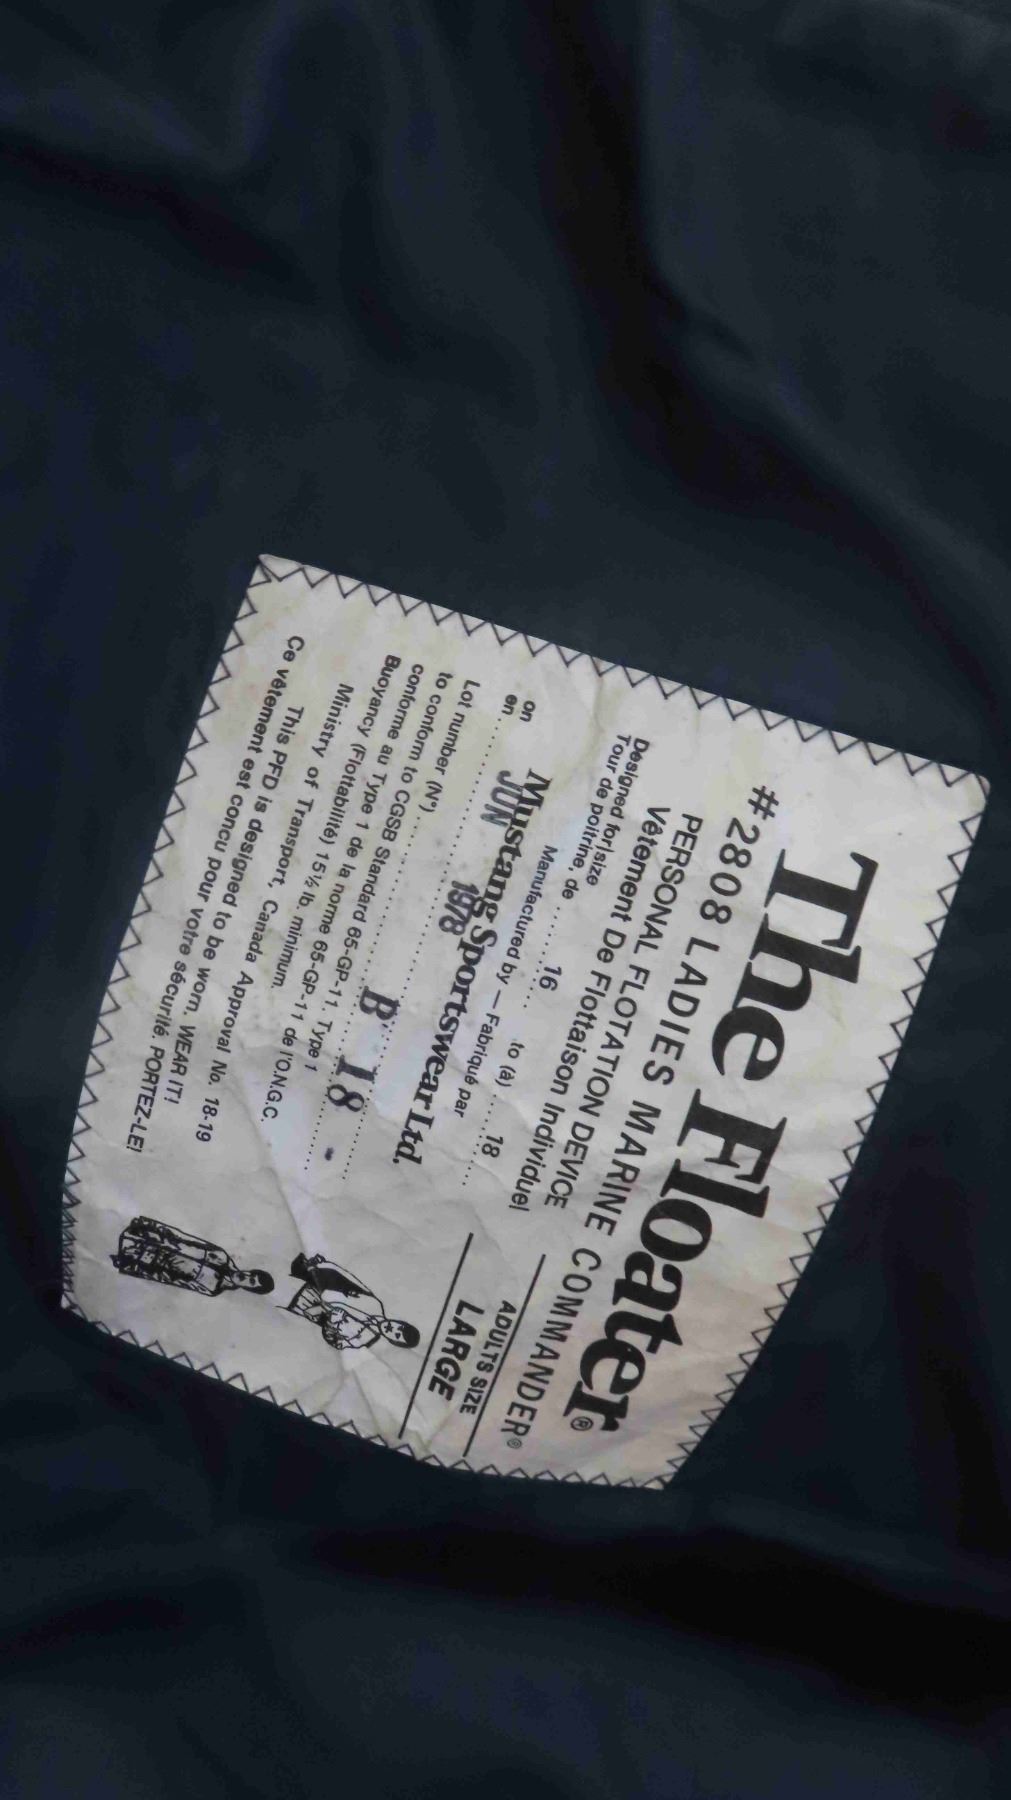 The Floater®
#2808 LADIES MARINE COMMANDER®
PERSONAL FLOTATION DEVICE
Vêtement De Flottaison Individuel
Designed for size
Tour de poitrine, de ........ 16 ........ to (à) ........ 18 ........
ADULTS SIZE
LARGE
Manufactured by — Fabriqué par
Mustang Sportswear Ltd.
on
en ........ JUN ........ 1978 ........
Lot number (N°) ........ B 18 - ........
to conform to CGSB Standard 65-GP-11. Type 1
conforme au Type 1 de la norme 65-GP-11 de l'O.N.G.C.
Buoyancy (Flottabilité) 15½ lb. minimum.
Ministry of Transport, Canada Approval No. 18-19
This PFD is designed to be worn. WEAR IT!
Ce vêtement est concu pour votre sécurité. PORTEZ-LE!